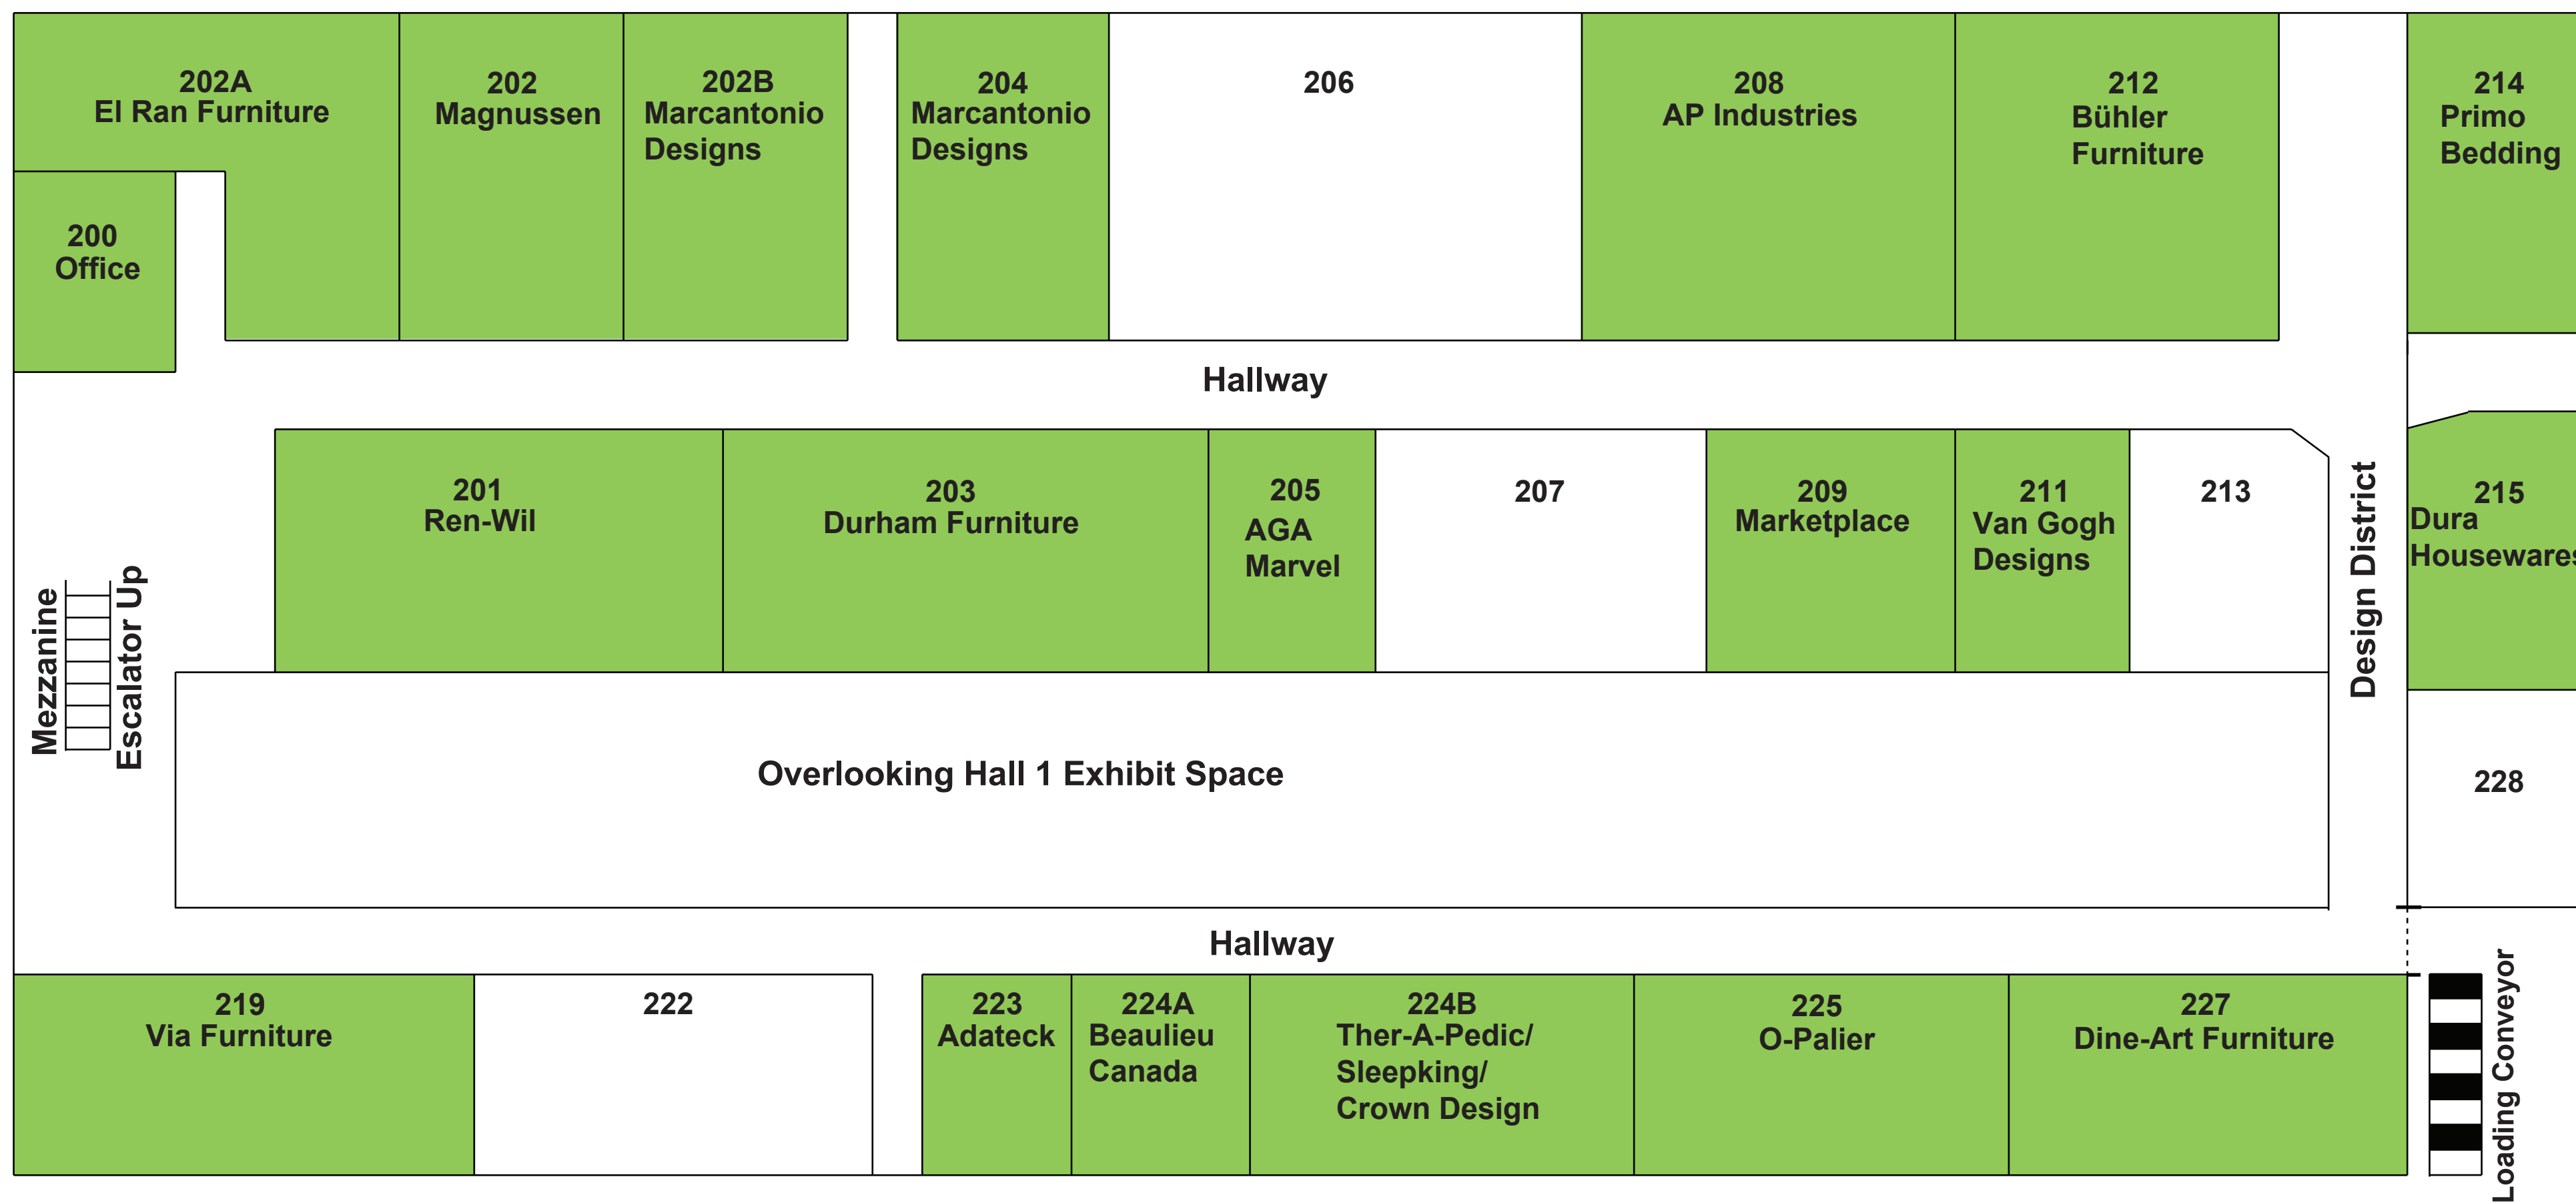 202A
El Ran Furniture
202
Magnussen
202B
Marcantonio
Designs
204
Marcantonio
Designs
206
208
AP Industries
212
Bühler
Furniture
214
Primo
Bedding
200
Office
Hallway
201
Ren-Wil
203
Durham Furniture
205
AGA
Marvel
207
209
Marketplace
211
Van Gogh
Designs
213
Design District
215
Dura
Housewares
Mezzanine
Escalator Up
Overlooking Hall 1 Exhibit Space
228
Hallway
219
Via Furniture
222
223
Adateck
224A
Beaulieu
Canada
224B
Ther-A-Pedic/
Sleepking/
Crown Design
225
O-Palier
227
Dine-Art Furniture
Loading Conveyor